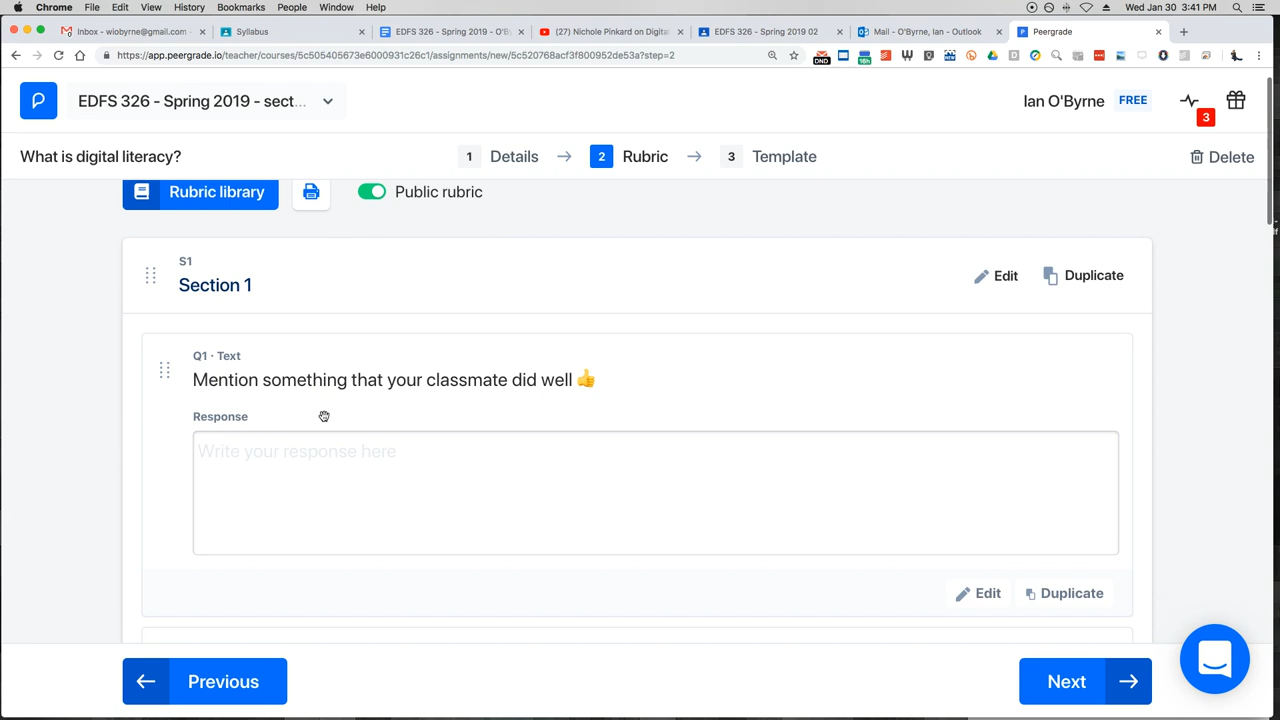 Chrome File Edit View History Bookmarks People Window Help Wed Jan 30 3:41 PM
Inbox - wiobyrne@gmail.com - Syllabus EDFS 326 - Spring 2019 - O'B (27) Nichole Pinkard on Digita EDFS 326 - Spring 2019 02 Mail - O'Byrne, Ian - Outlook Peergrade
https://app.peergrade.io/teacher/courses/5c505405673e6000931c26c1/assignments/new/5c520768acf3f800952de53a?step=2
DND 16h
P EDFS 326 - Spring 2019 - sect... Ian O'Byrne FREE 3
What is digital literacy? 1 Details → 2 Rubric → 3 Template Delete
Rubric library Public rubric
S1
Section 1 Edit Duplicate
Q1 · Text
Mention something that your classmate did well 👍
Response
Write your response here
Edit Duplicate
← Previous Next →